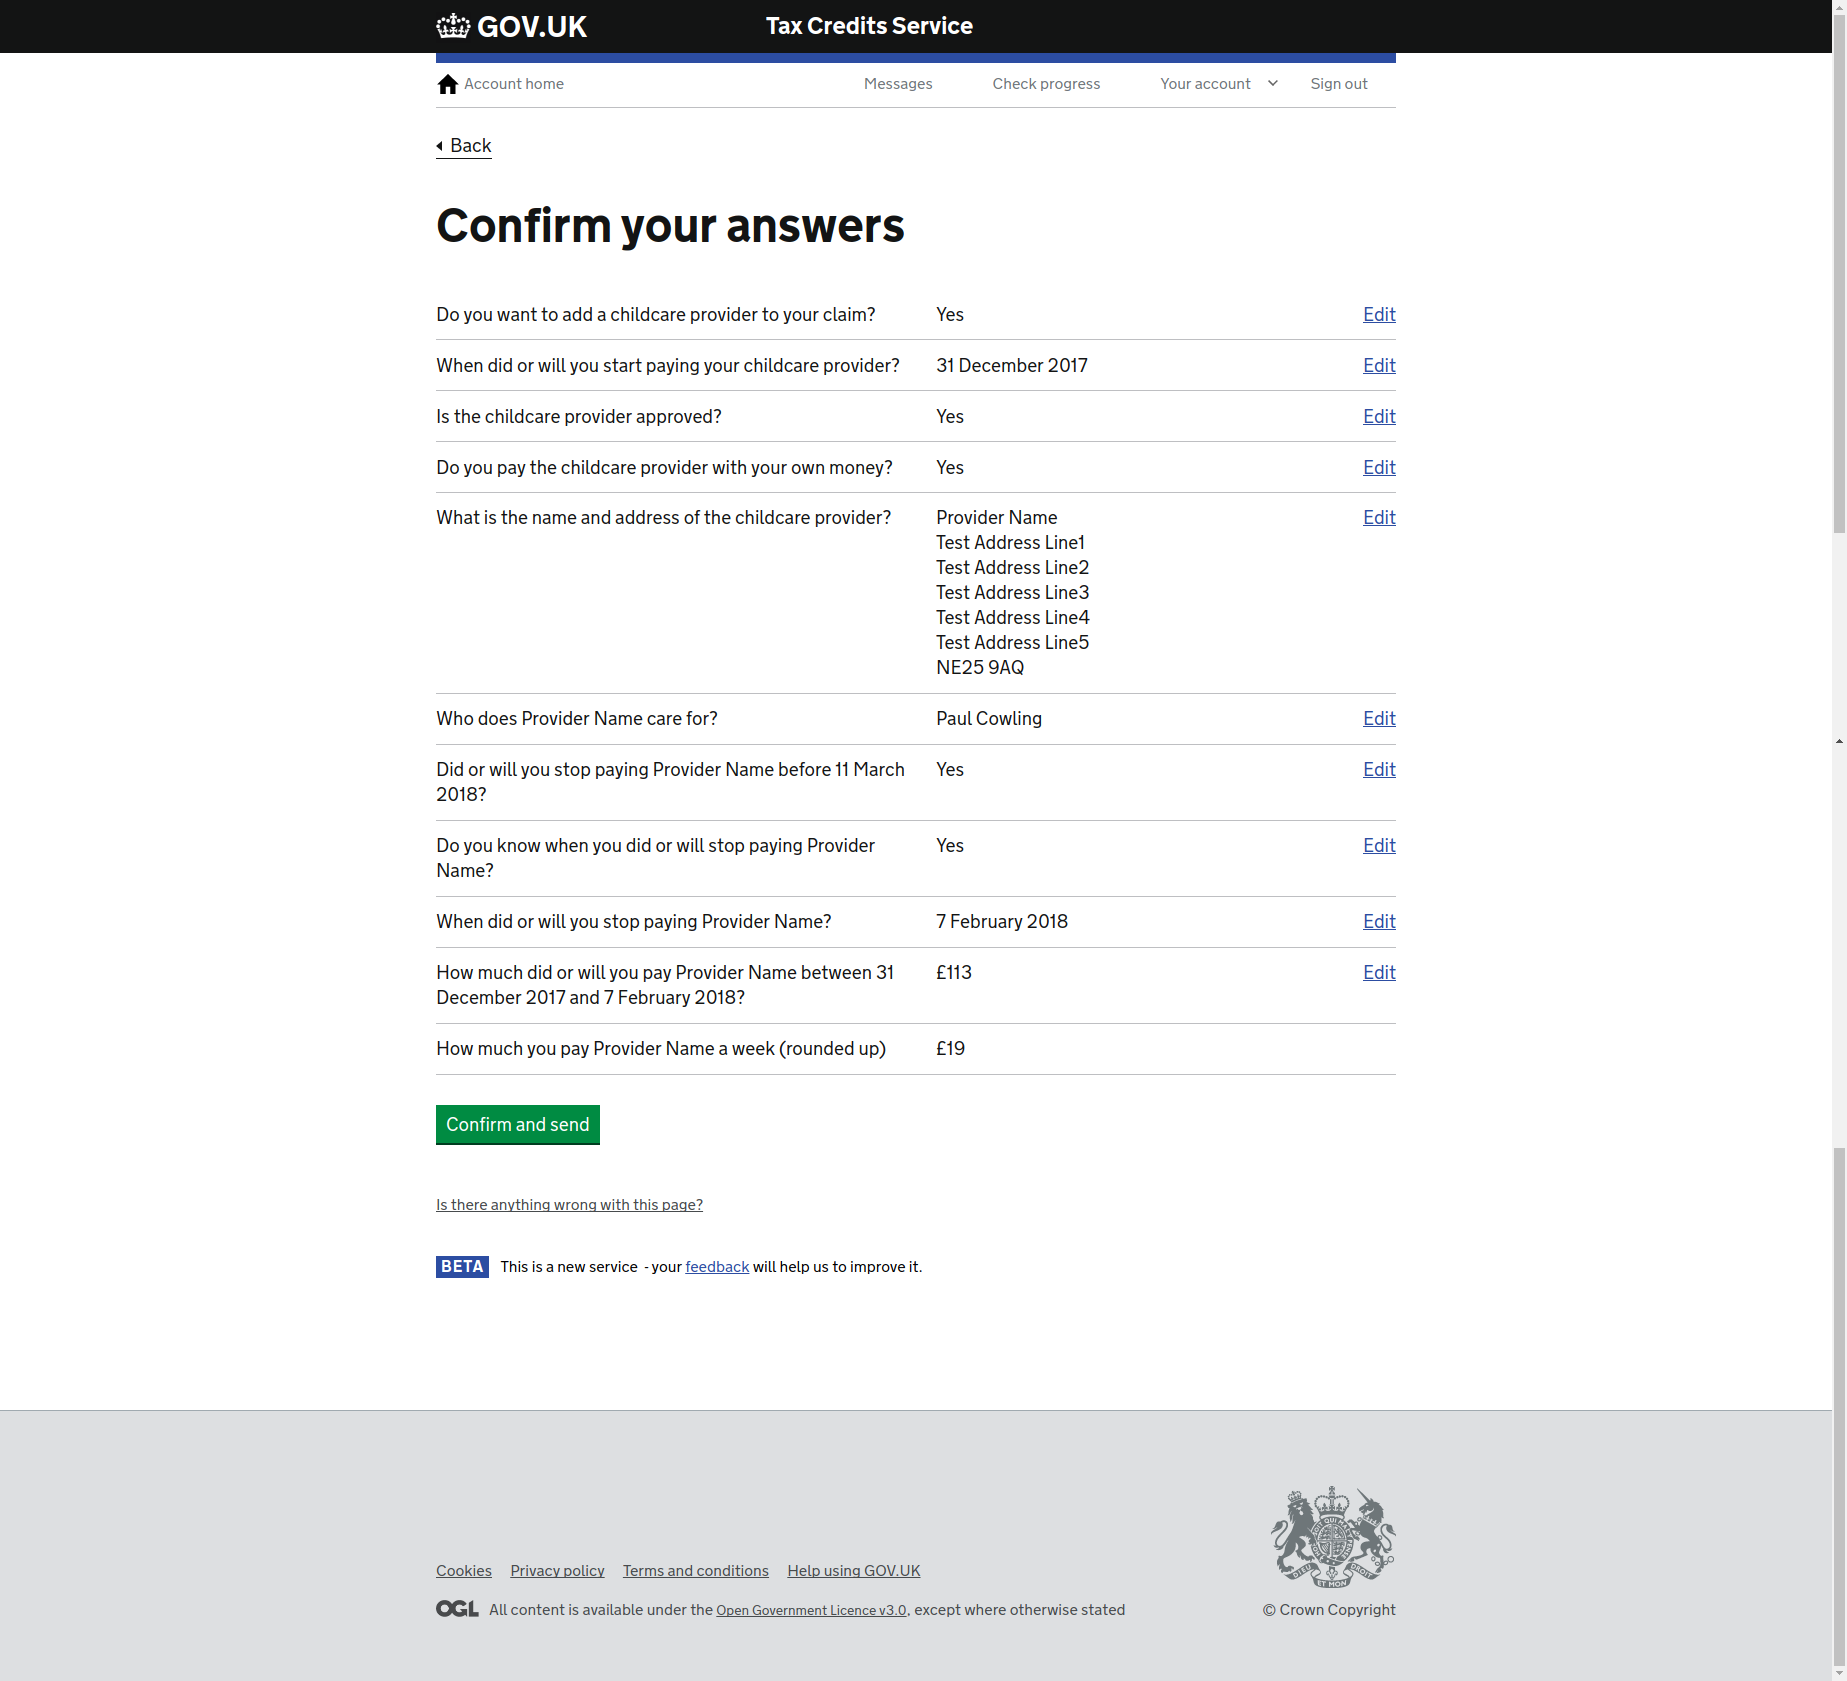 GOV.UK Tax Credits Service
Account home Messages Check progress Your account Sign out
Back
Confirm your answers
Do you want to add a childcare provider to your claim? Yes Edit
When did or will you start paying your childcare provider? 31 December 2017 Edit
Is the childcare provider approved? Yes Edit
Do you pay the childcare provider with your own money? Yes Edit
What is the name and address of the childcare provider? Provider Name Edit
Test Address Line1
Test Address Line2
Test Address Line3
Test Address Line4
Test Address Line5
NE25 9AQ
Who does Provider Name care for? Paul Cowling Edit
Did or will you stop paying Provider Name before 11 March Yes Edit
2018?
Do you know when you did or will stop paying Provider Yes Edit
Name?
When did or will you stop paying Provider Name? 7 February 2018 Edit
How much did or will you pay Provider Name between 31 £113 Edit
December 2017 and 7 February 2018?
How much you pay Provider Name a week (rounded up) £19
Confirm and send
Is there anything wrong with this page?
BETA This is a new service - your feedback will help us to improve it.
DIEU ET MON DROIT
Cookies Privacy policy Terms and conditions Help using GOV.UK
OGL All content is available under the Open Government Licence v3.0, except where otherwise stated © Crown Copyright